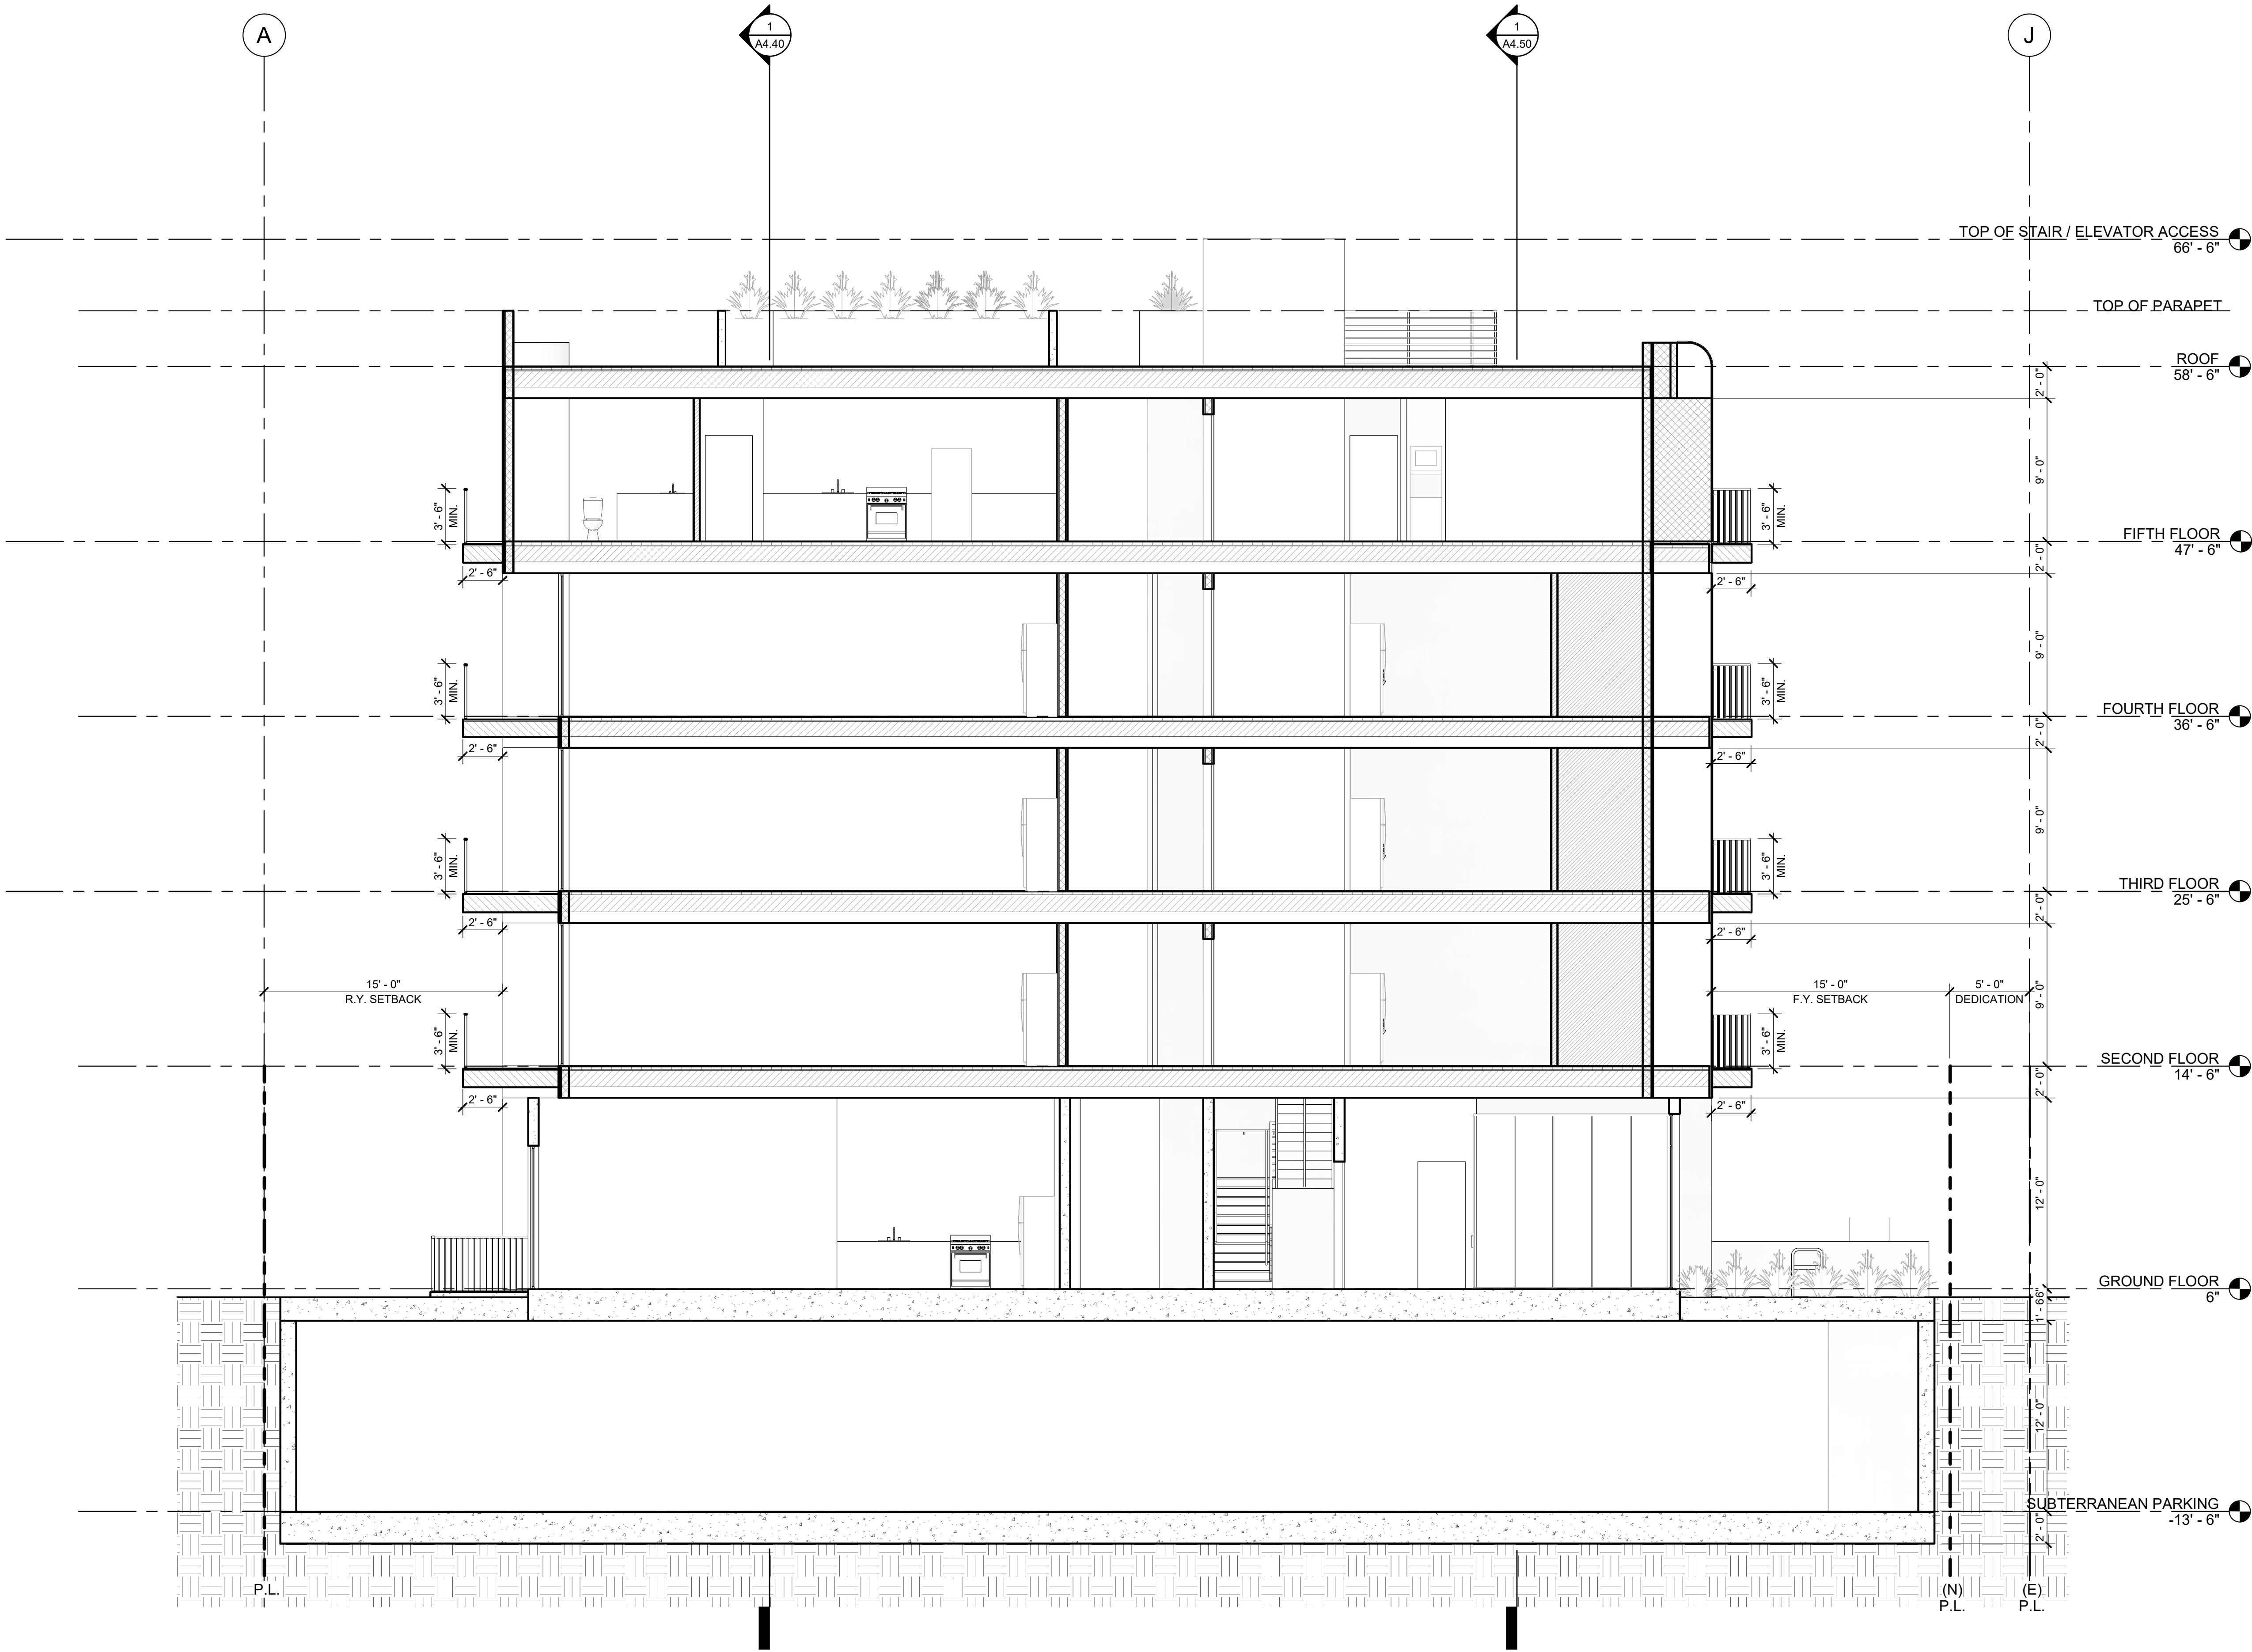 A
1
A4.40
1
A4.50
J
TOP OF STAIR / ELEVATOR ACCESS
66' - 6"
TOP OF PARAPET
ROOF
58' - 6"
2' - 0"
9' - 0"
3' - 6"
MIN.
3' - 6"
MIN.
FIFTH FLOOR
47' - 6"
2' - 0"
2' - 6"
2' - 6"
9' - 0"
3' - 6"
MIN.
3' - 6"
MIN.
FOURTH FLOOR
36' - 6"
2' - 0"
2' - 6"
2' - 6"
9' - 0"
3' - 6"
MIN.
3' - 6"
MIN.
THIRD FLOOR
25' - 6"
2' - 0"
2' - 6"
2' - 6"
15' - 0"
R.Y. SETBACK
15' - 0"
F.Y. SETBACK
5' - 0"
DEDICATION
9' - 0"
3' - 6"
MIN.
3' - 6"
MIN.
SECOND FLOOR
14' - 6"
2' - 0"
2' - 6"
2' - 6"
12' - 0"
GROUND FLOOR
6"
6"
1' - 6"
12' - 0"
SUBTERRANEAN PARKING
-13' - 6"
2' - 0"
P.L.
(N)
P.L.
(E)
P.L.